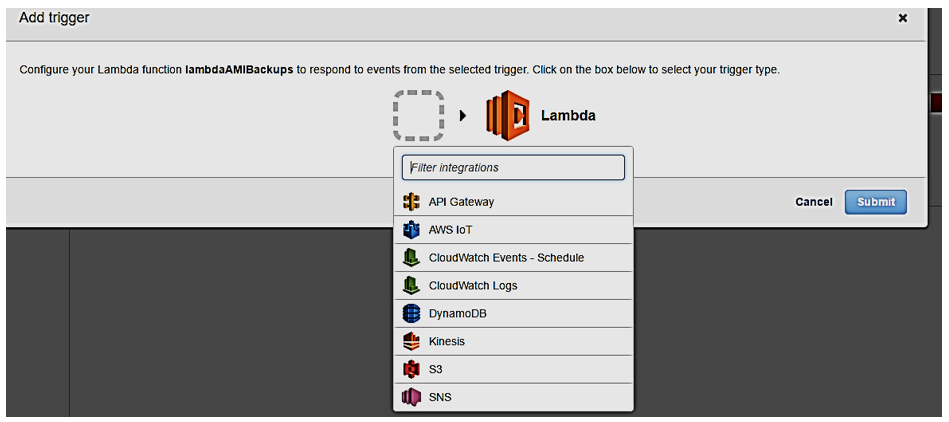 Add trigger
Configure your Lambda function lambdaAMIBackups to respond to events from the selected trigger. Click on the box below to select your trigger type.
Lambda
Filter integrations
API Gateway
Cancel Submit
AWS IoT
CloudWatch Events - Schedule
CloudWatch Logs
DynamoDB
Kinesis
S3
SNS